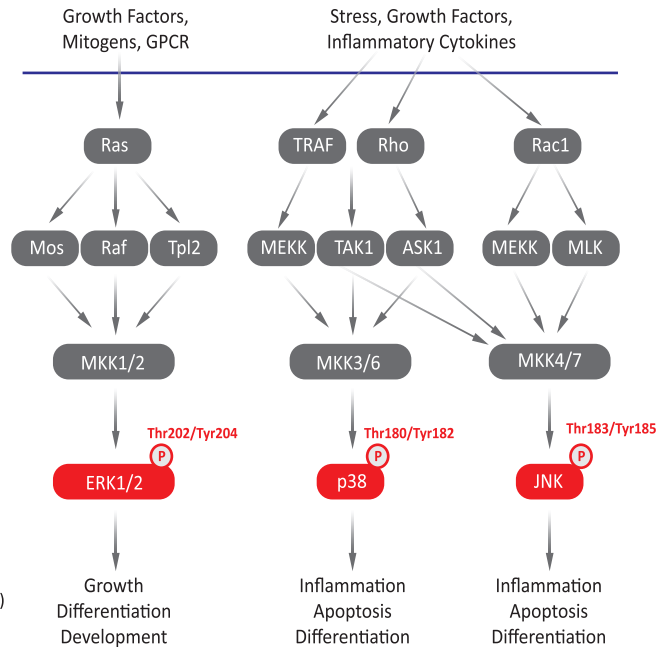 Growth Factors,
Mitogens, GPCR
Stress, Growth Factors,
Inflammatory Cytokines
Ras
TRAF
Rho
Rac1
Mos
Raf
Tpl2
MEKK
TAK1
ASK1
MEKK
MLK
MKK1/2
MKK3/6
MKK4/7
Thr202/Tyr204
Thr180/Tyr182
Thr183/Tyr185
P
P
P
ERK1/2
p38
JNK
Growth
Differentiation
Development
Inflammation
Apoptosis
Differentiation
Inflammation
Apoptosis
Differentiation
)